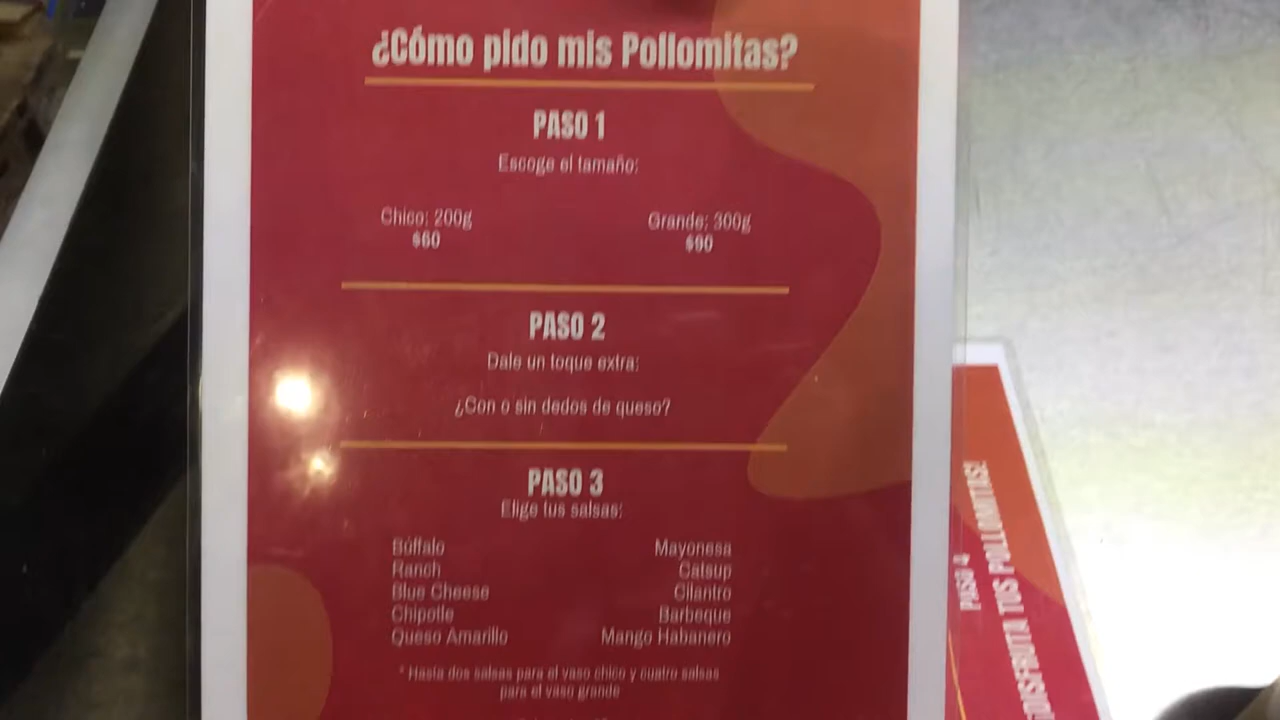 ¿Cómo pido mis Pollomitas?
PASO 1
Escoge el tamaño:
Chico: 200g
$60
Grande: 300g
$90
PASO 2
Dale un toque extra:
¿Con o sin dedos de queso?
PASO 3
Elige tus salsas:
Búffalo
Ranch
Blue Cheese
Chipotle
Queso Amarillo
Mayonesa
Catsup
Cilantro
Barbeque
Mango Habanero
* Hasta dos salsas para el vaso chico y cuatro salsas
para el vaso grande
PASO 4
DISFRUTA TUS POLLOMITAS!